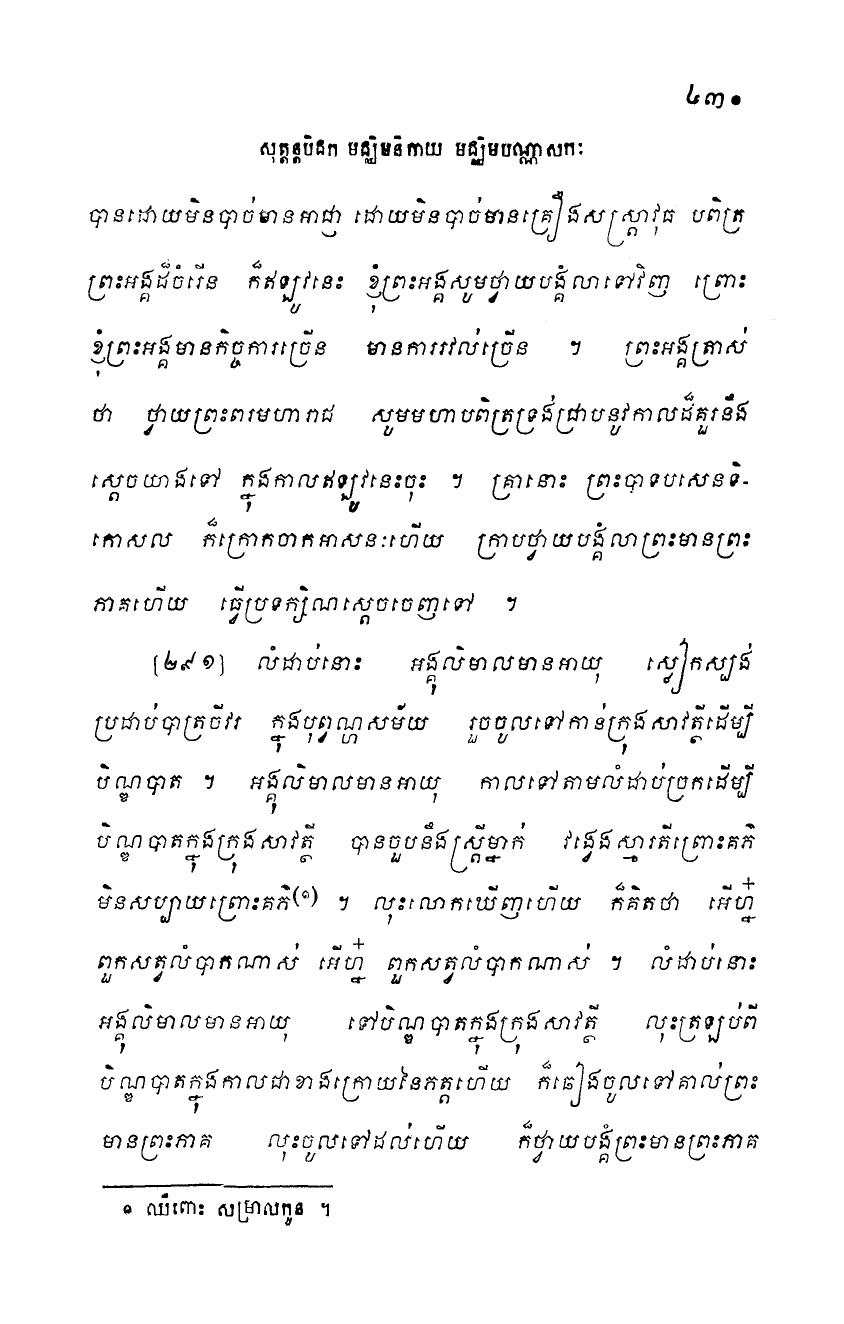 ៤៣១
សុត្តន្តបិដក មជ្ឈិមនិកាយ មជ្ឈិមបណ្ណាសកៈ
បានដោយមិនបាច់មានអាជ្ញា ដោយមិនបាច់មានគ្រឿងសស្ត្រាវុធ បពិត្រ
ព្រះអង្គដ៏ចំរើន ក៏ឥឡូវនេះ ខ្ញុំព្រះអង្គសូមថ្វាយបង្គំលាទៅវិញ ព្រោះ
ខ្ញុំព្រះអង្គមានកិច្ចការច្រើន មានការរវល់ច្រើន ។ ព្រះអង្គត្រាស់
ថា ថ្វាយព្រះពរមហារាជ សូមមហាបពិត្រទ្រង់ជ្រាបនូវកាលដ៏គួរនឹង
ស្តេចយាងទៅ ក្នុងកាលឥឡូវនេះចុះ ។ គ្រានោះ ព្រះបាទបសេនទិ-
កោសល ក៏ក្រោកចាកអាសនៈហើយ ក្រាបថ្វាយបង្គំលាព្រះមានព្រះ
ភាគហើយ ធ្វើប្រទក្សិណស្តេចចេញទៅ ។
[២៩១] លំដាប់នោះ អង្គុលិមាលមានអាយុ ស្លៀកស្បង់
ប្រដាប់បាត្រចីវរ ក្នុងបុព្វណ្ហសម័យ រួចចូលទៅកាន់ក្រុងសាវត្ថីដើម្បី
បិណ្ឌបាត ។ អង្គុលិមាលមានអាយុ កាលទៅតាមលំដាប់ច្រកដើម្បី
បិណ្ឌបាតក្នុងក្រុងសាវត្ថី បានចួបនឹងស្ត្រីម្នាក់ វង្វេងស្មារតីព្រោះគភ៌
មិនសប្បាយព្រោះគភ៌(១) ។ លុះលោកឃើញហើយ ក៏គិតថា អើហ្ន៎
ពួកសត្វលំបាកណាស់ អើហ្ន៎ ពួកសត្វលំបាកណាស់ ។ លំដាប់នោះ
អង្គុលិមាលមានអាយុ ទៅបិណ្ឌបាតក្នុងក្រុងសាវត្ថី លុះត្រឡប់ពី
បិណ្ឌបាតក្នុងកាលជាខាងក្រោយនៃភត្តហើយ ក៏ចៀងចូលទៅគាល់ព្រះ
មានព្រះភាគ លុះចូលទៅដល់ហើយ ក៏ថ្វាយបង្គំព្រះមានព្រះភាគ
១ ឈឺពោះ សម្រាលកូន ។